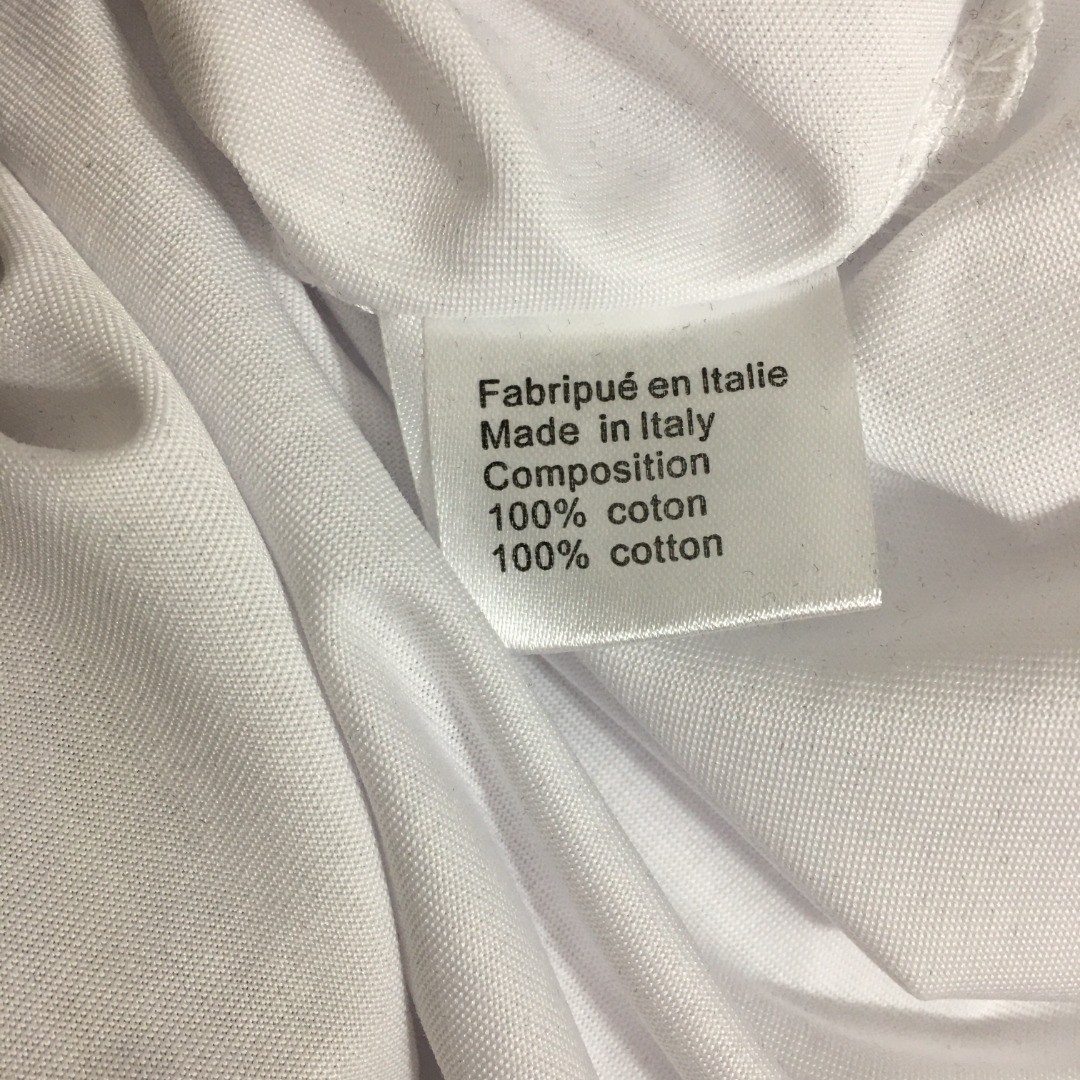 Fabripué en Italie
Made in Italy
Composition
100% coton
100% cotton